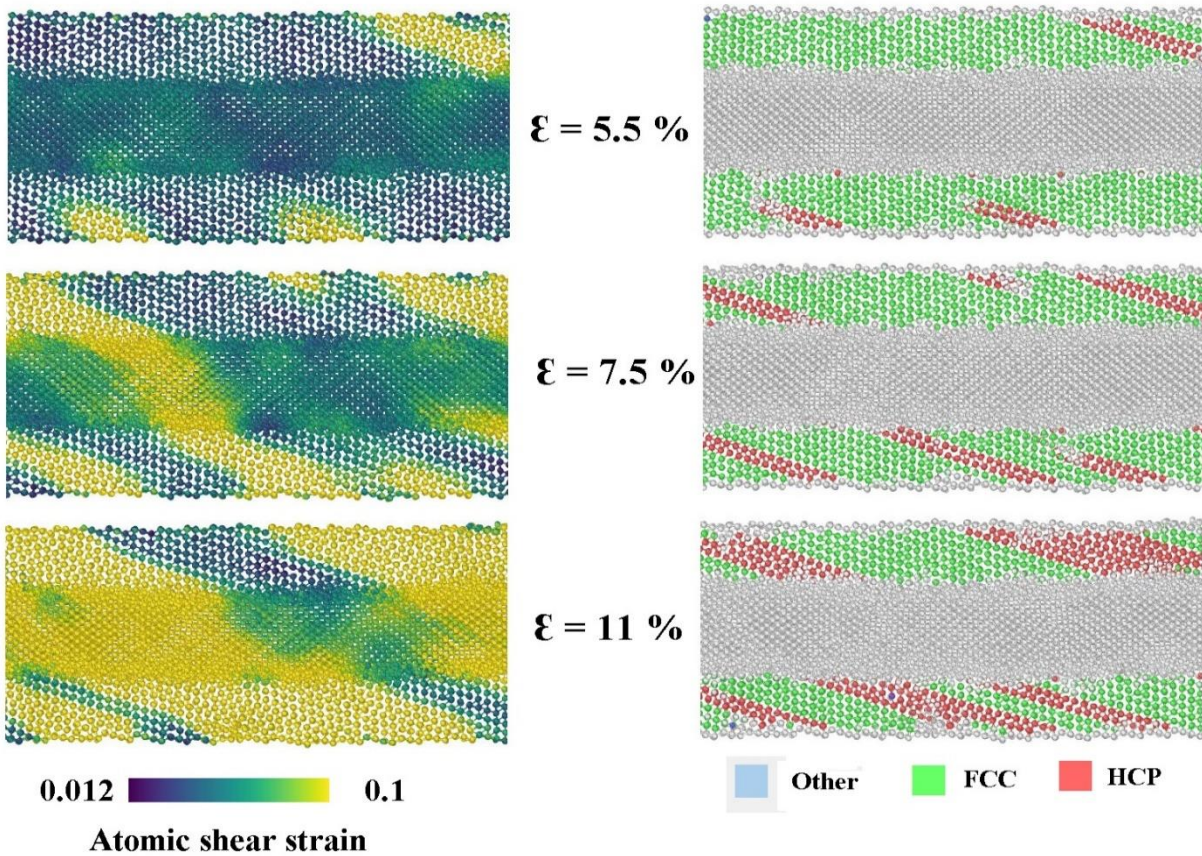 Ɛ = 5.5 %
Ɛ = 7.5 %
Ɛ = 11 %
0.012 0.1
Atomic shear strain
Other FCC HCP